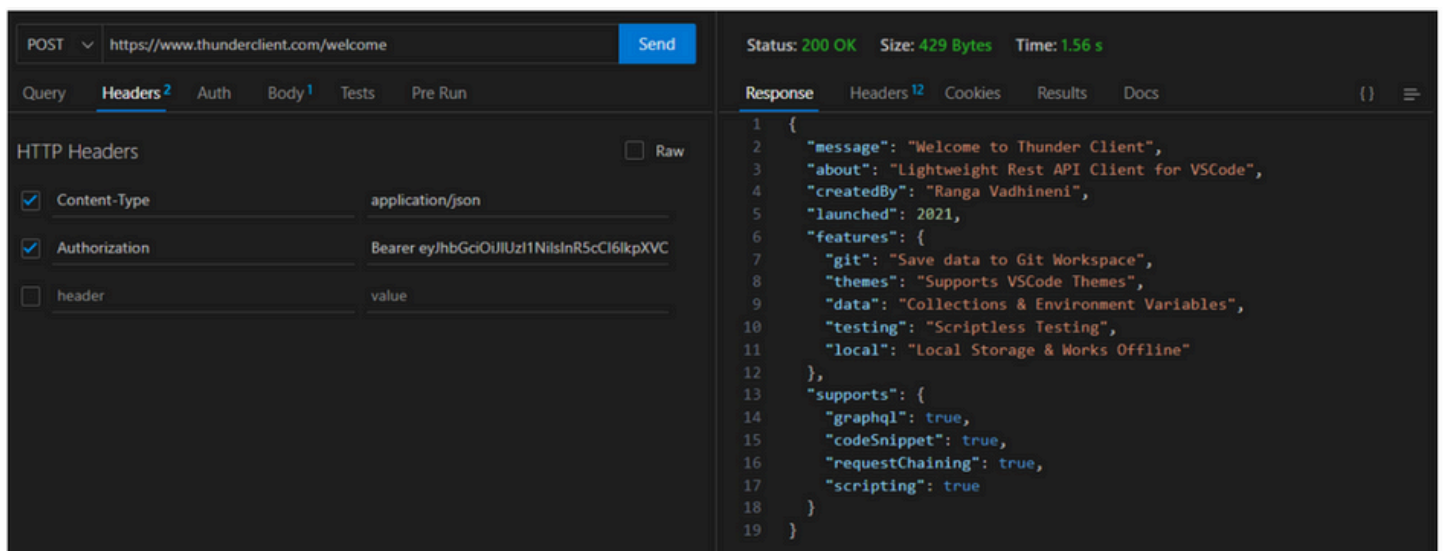 POST https://www.thunderclient.com/welcome Send
Query Headers 2 Auth Body 1 Tests Pre Run
HTTP Headers Raw
Content-Type application/json
Authorization Bearer eyJhbGciOiJIUzI1NiIsInR5cCI6IkpXVC
header value
Status: 200 OK Size: 429 Bytes Time: 1.56 s
Response Headers 12 Cookies Results Docs {}
1 {
2 "message": "Welcome to Thunder Client",
3 "about": "Lightweight Rest API Client for VSCode",
4 "createdBy": "Ranga Vadhineni",
5 "launched": 2021,
6 "features": {
7 "git": "Save data to Git Workspace",
8 "themes": "Supports VSCode Themes",
9 "data": "Collections & Environment Variables",
10 "testing": "Scriptless Testing",
11 "local": "Local Storage & Works Offline"
12 },
13 "supports": {
14 "graphql": true,
15 "codeSnippet": true,
16 "requestChaining": true,
17 "scripting": true
18 }
19 }